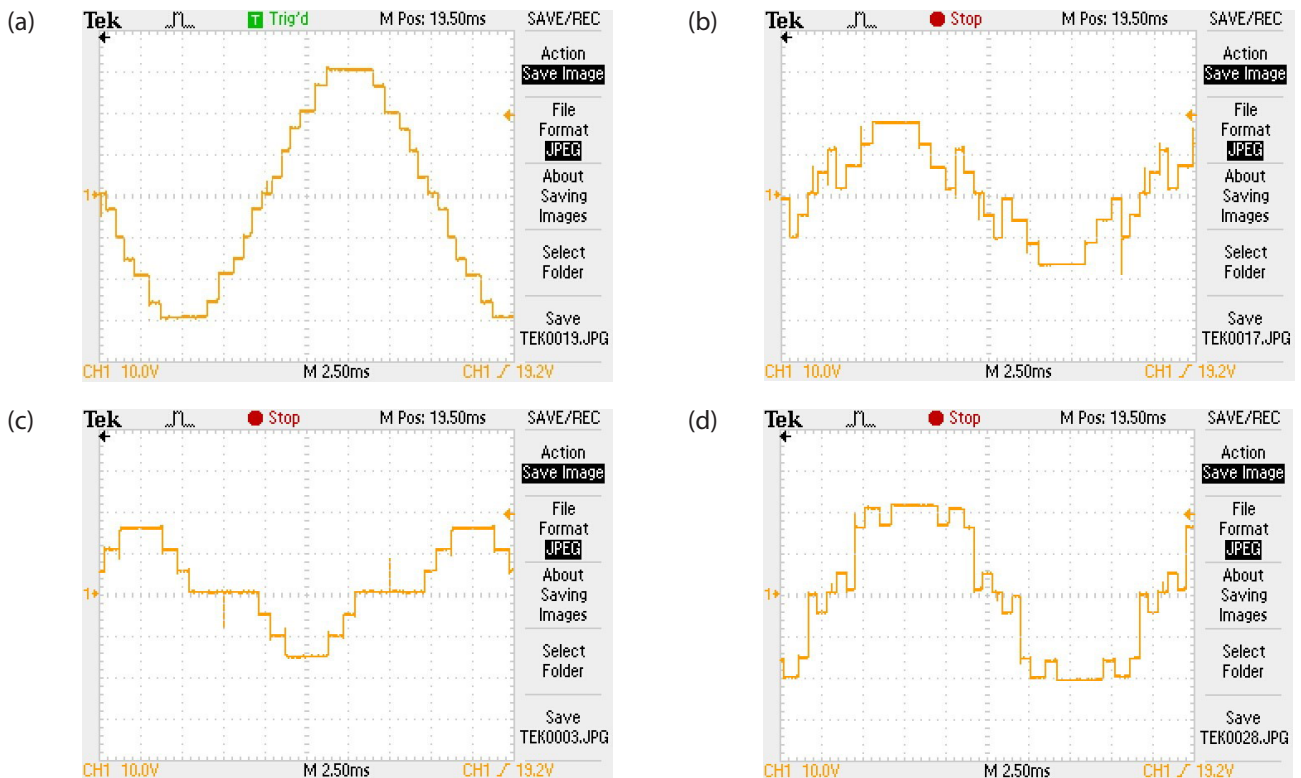 (a)
Tek T Trig'd M Pos: 19.50ms SAVE/REC
Action
Save Image
File
Format
JPEG
About
Saving
Images
Select
Folder
Save
TEK0019.JPG
1
CH1 10.0V M 2.50ms CH1 19.2V
(b)
Tek Stop M Pos: 19.50ms SAVE/REC
Action
Save Image
File
Format
JPEG
About
Saving
Images
Select
Folder
Save
TEK0017.JPG
1
CH1 10.0V M 2.50ms CH1 19.2V
(c)
Tek Stop M Pos: 19.50ms SAVE/REC
Action
Save Image
File
Format
JPEG
About
Saving
Images
Select
Folder
Save
TEK0003.JPG
1
CH1 10.0V M 2.50ms CH1 19.2V
(d)
Tek Stop M Pos: 19.50ms SAVE/REC
Action
Save Image
File
Format
JPEG
About
Saving
Images
Select
Folder
Save
TEK0028.JPG
1
CH1 10.0V M 2.50ms CH1 19.2V